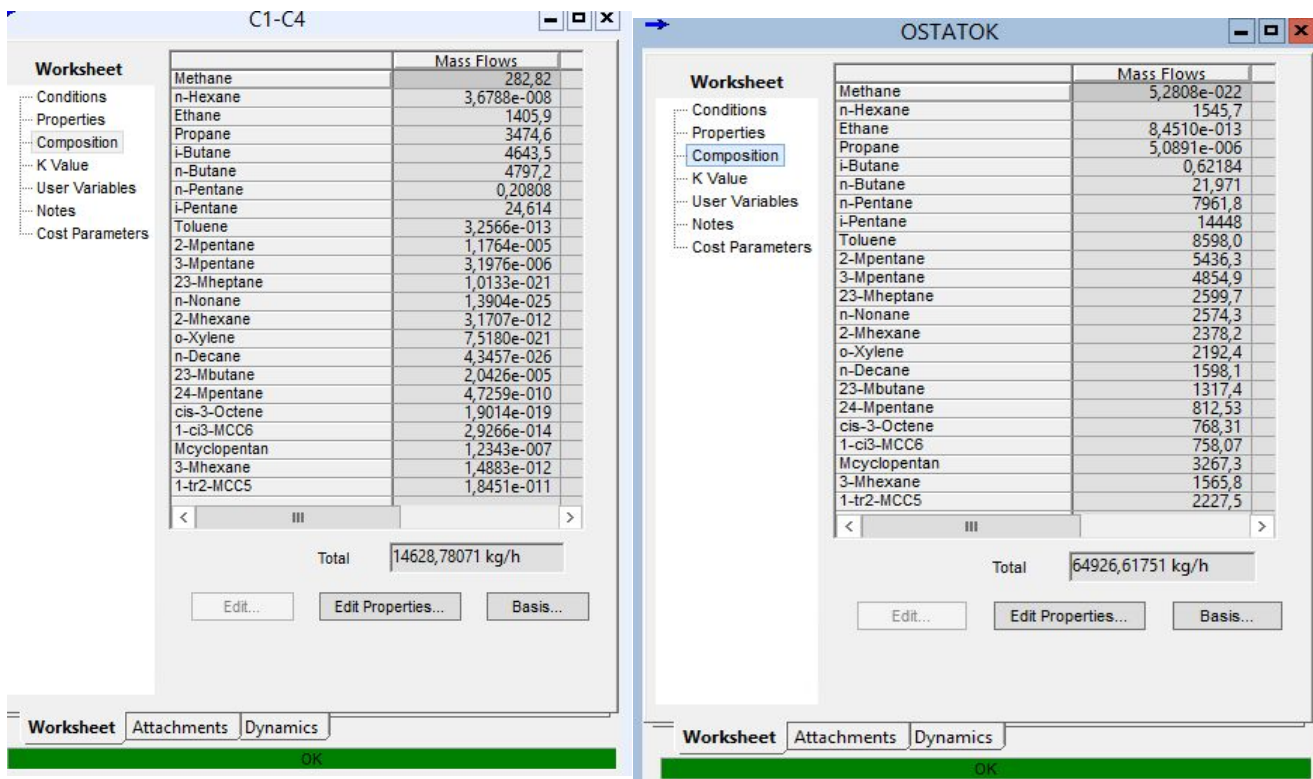 C1-C4
Worksheet
Conditions
Properties
Composition
K Value
User Variables
Notes
Cost Parameters
Mass Flows
Methane 282,82
n-Hexane 3,6788e-008
Ethane 1405,9
Propane 3474,6
i-Butane 4643,5
n-Butane 4797,2
n-Pentane 0,20808
i-Pentane 24,614
Toluene 3,2566e-013
2-Mpentane 1,1764e-005
3-Mpentane 3,1976e-006
23-Mheptane 1,0133e-021
n-Nonane 1,3904e-025
2-Mhexane 3,1707e-012
o-Xylene 7,5180e-021
n-Decane 4,3457e-026
23-Mbutane 2,0426e-005
24-Mpentane 4,7259e-010
cis-3-Octene 1,9014e-019
1-ci3-MCC6 2,9266e-014
Mcyclopentan 1,2343e-007
3-Mhexane 1,4883e-012
1-tr2-MCC5 1,8451e-011
Total 14628,78071 kg/h
Edit... Edit Properties... Basis...
Worksheet Attachments Dynamics
OK
OSTATOK
Worksheet
Conditions
Properties
Composition
K Value
User Variables
Notes
Cost Parameters
Mass Flows
Methane 5,2808e-022
n-Hexane 1545,7
Ethane 8,4510e-013
Propane 5,0891e-006
i-Butane 0,62184
n-Butane 21,971
n-Pentane 7961,8
i-Pentane 14448
Toluene 8598,0
2-Mpentane 5436,3
3-Mpentane 4854,9
23-Mheptane 2599,7
n-Nonane 2574,3
2-Mhexane 2378,2
o-Xylene 2192,4
n-Decane 1598,1
23-Mbutane 1317,4
24-Mpentane 812,53
cis-3-Octene 768,31
1-ci3-MCC6 758,07
Mcyclopentan 3267,3
3-Mhexane 1565,8
1-tr2-MCC5 2227,5
Total 64926,61751 kg/h
Edit... Edit Properties... Basis...
Worksheet Attachments Dynamics
OK